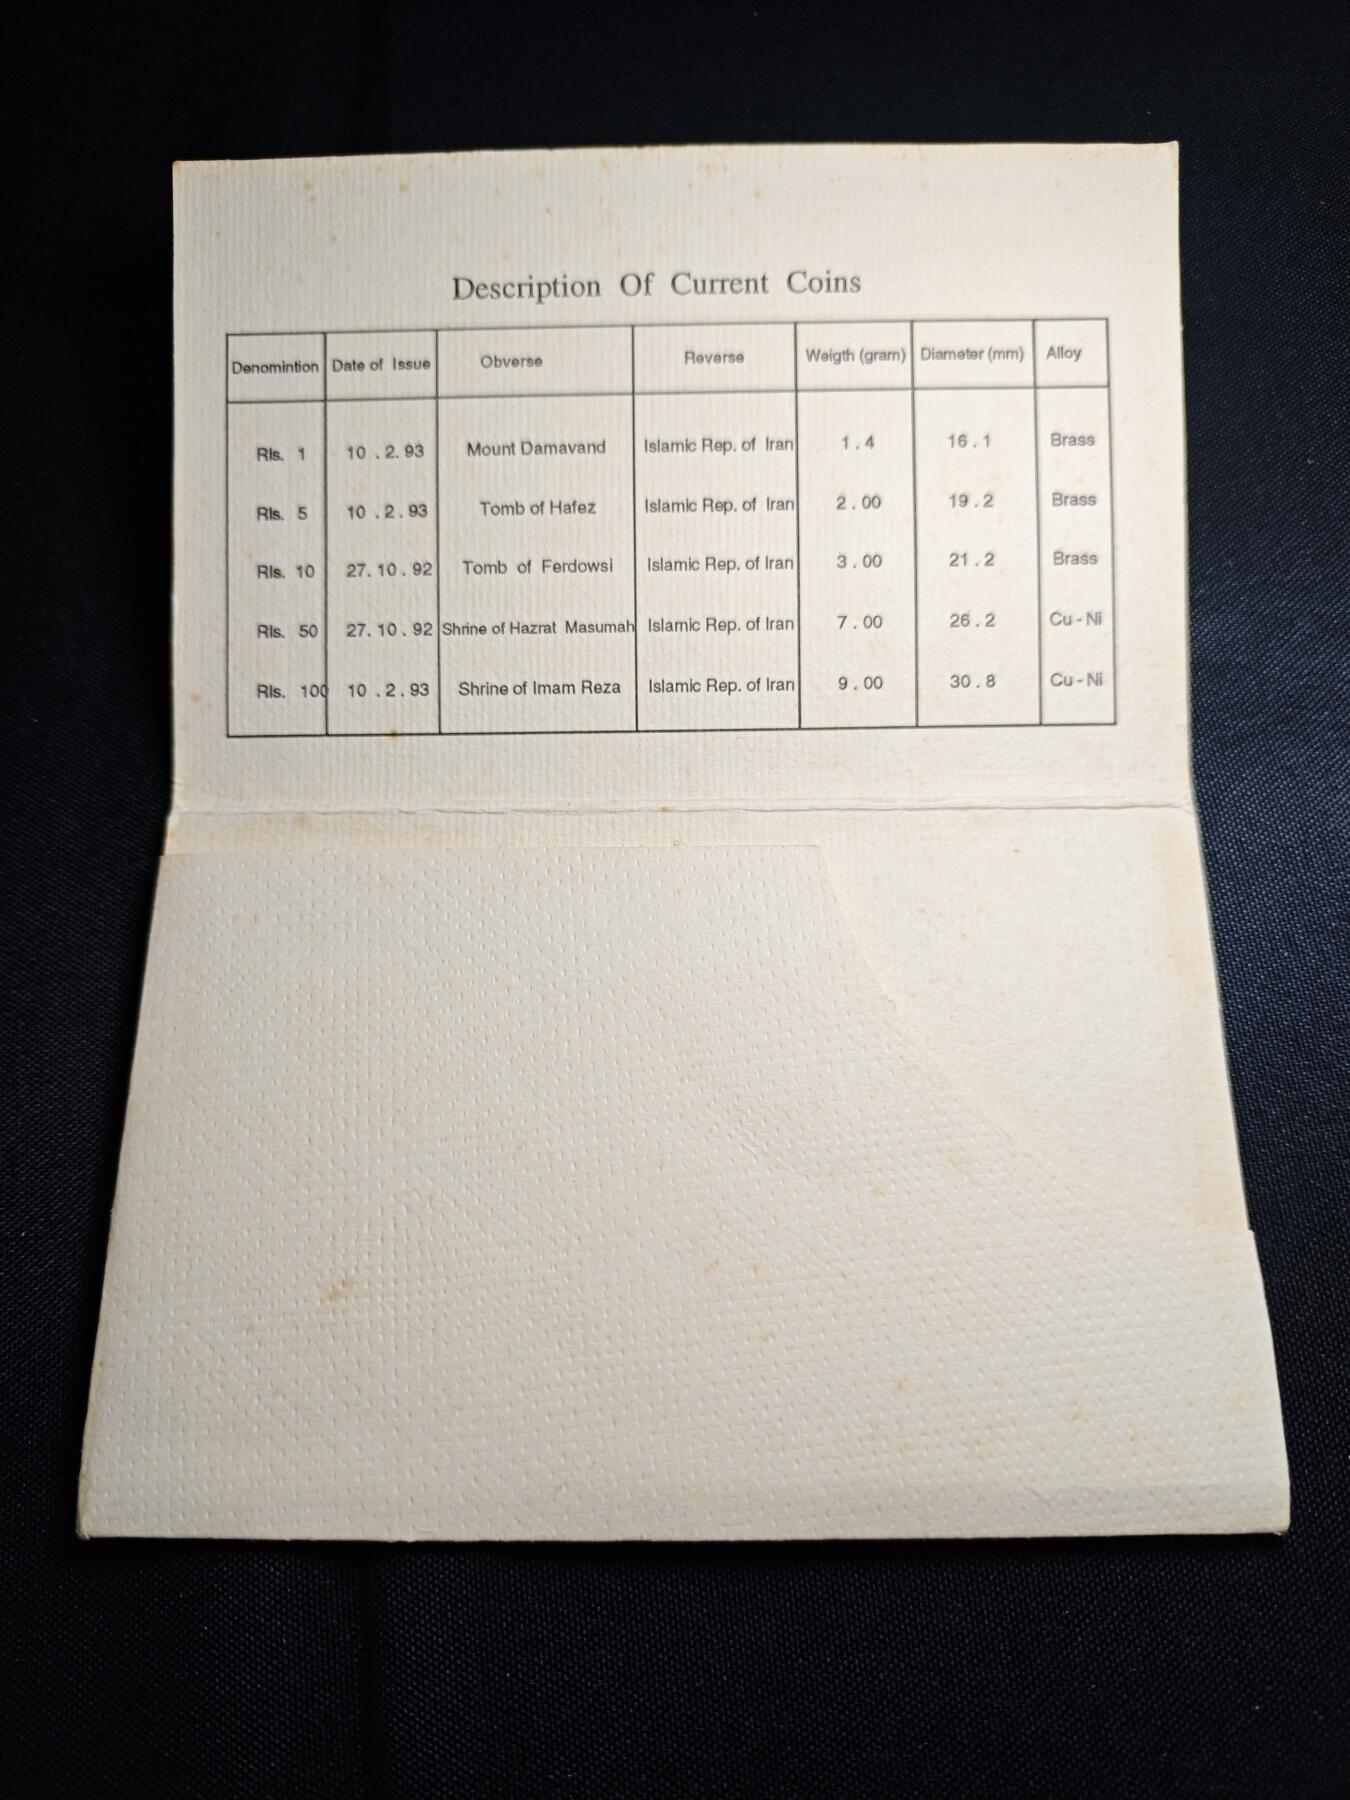 Description Of Current Coins
Denomintion Date of Issue Obverse Reverse Weigth (gram) Diameter (mm) Alloy
Rls. 1 10 . 2. 93 Mount Damavand Islamic Rep. of Iran 1 . 4 16 . 1 Brass
Rls. 5 10 . 2 . 93 Tomb of Hafez Islamic Rep. of Iran 2 . 00 19 . 2 Brass
Rls. 10 27. 10 . 92 Tomb of Ferdowsi Islamic Rep. of Iran 3 . 00 21 . 2 Brass
Rls. 50 27. 10 . 92 Shrine of Hazrat Masumah Islamic Rep. of Iran 7 . 00 26 . 2 Cu - Ni
Rls. 100 10 . 2 . 93 Shrine of Imam Reza Islamic Rep. of Iran 9 . 00 30 . 8 Cu - Ni